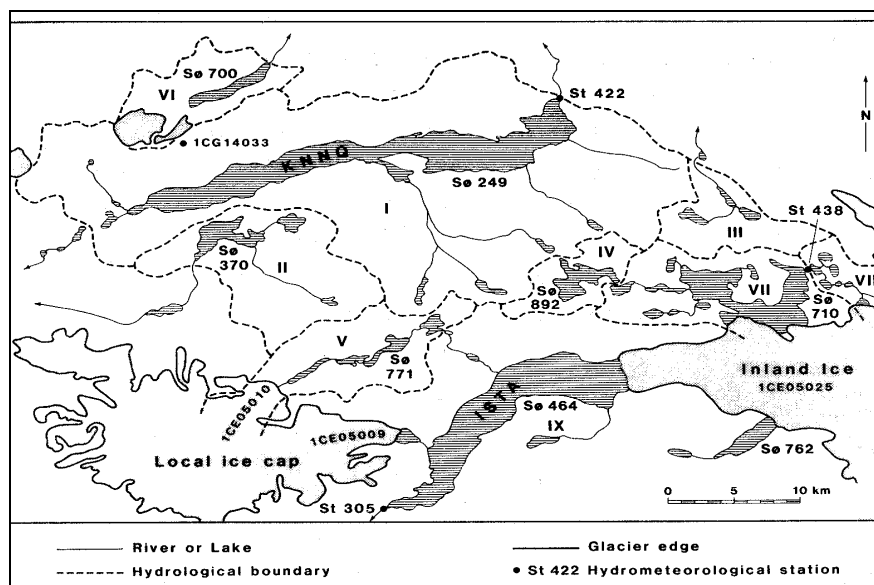 Sø 700
VI
St 422
N
1CG14033
KNNO
Sø 249
I
St 438
III
IV
Sø
370
II
Sø
892
VII
VII
Sø
710
V
Sø
771
Inland Ice
1CE05025
ISTA
1CE05010
Sø 464
IX
1CE05009
Local ice cap
Sø 762
St 305
0 5 10 km
River or Lake
Glacier edge
Hydrological boundary
St 422 Hydrometeorological station